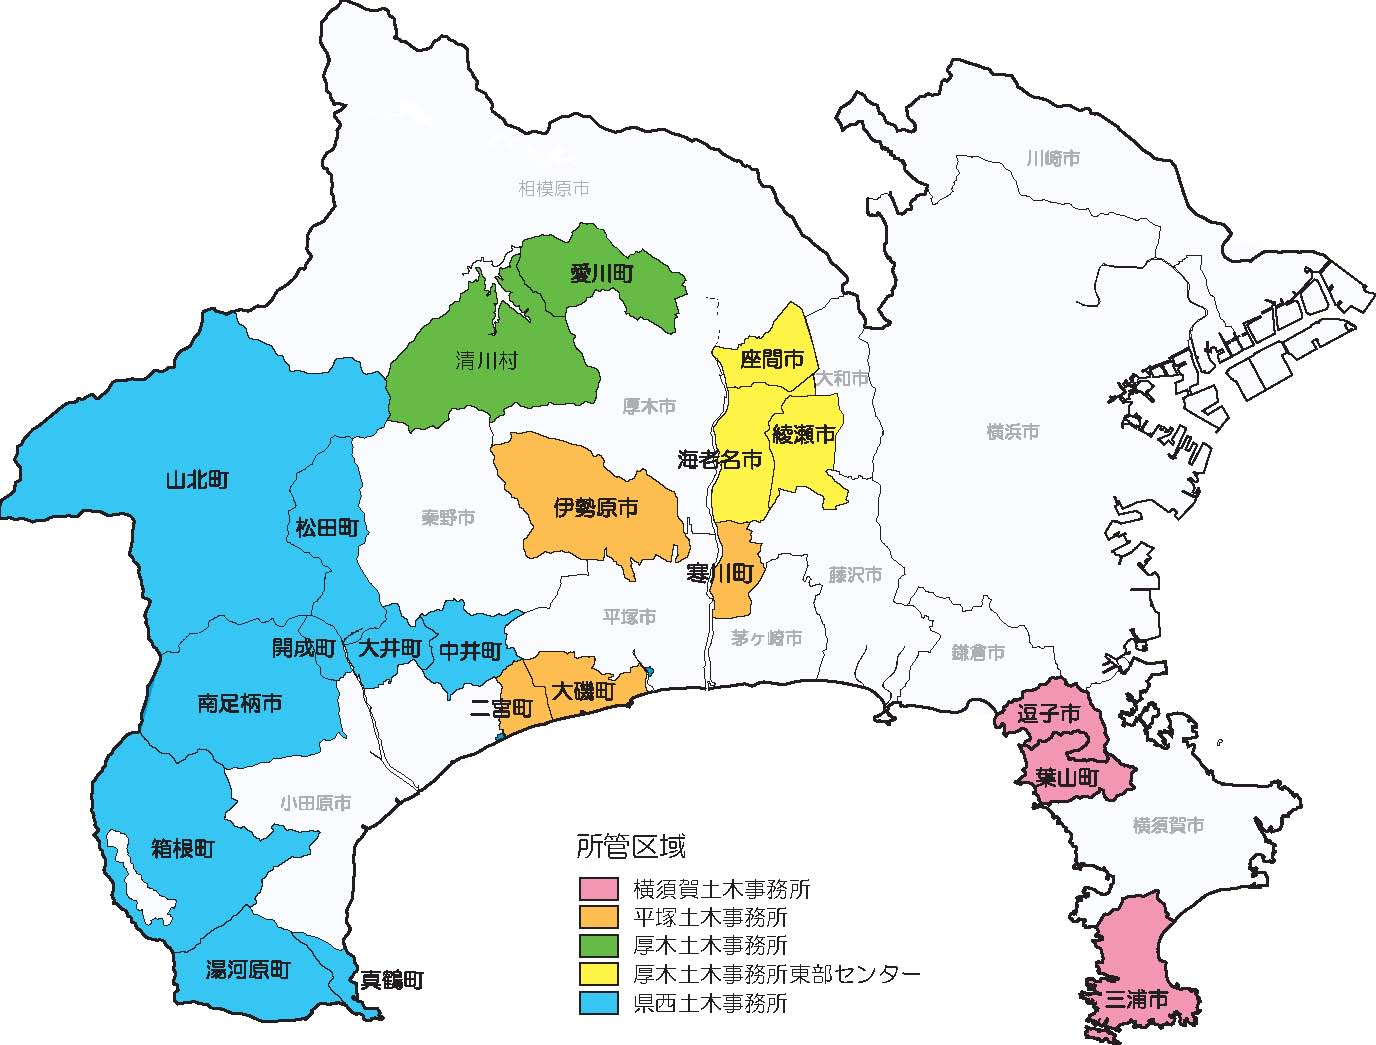 川崎市
相模原市
愛川町
清川村
座間市
大和市
厚木市
横浜市
綾瀬市
海老名市
山北町
伊勢原市
秦野市
松田町
寒川町
藤沢市
平塚市
茅ヶ崎市
鎌倉市
開成町
大井町
中井町
南足柄市
大磯町
二宮町
逗子市
葉山町
小田原市
横須賀市
箱根町
湯河原町
真鶴町
三浦市
所管区域
横須賀土木事務所
平塚土木事務所
厚木土木事務所
厚木土木事務所東部センター
県西土木事務所